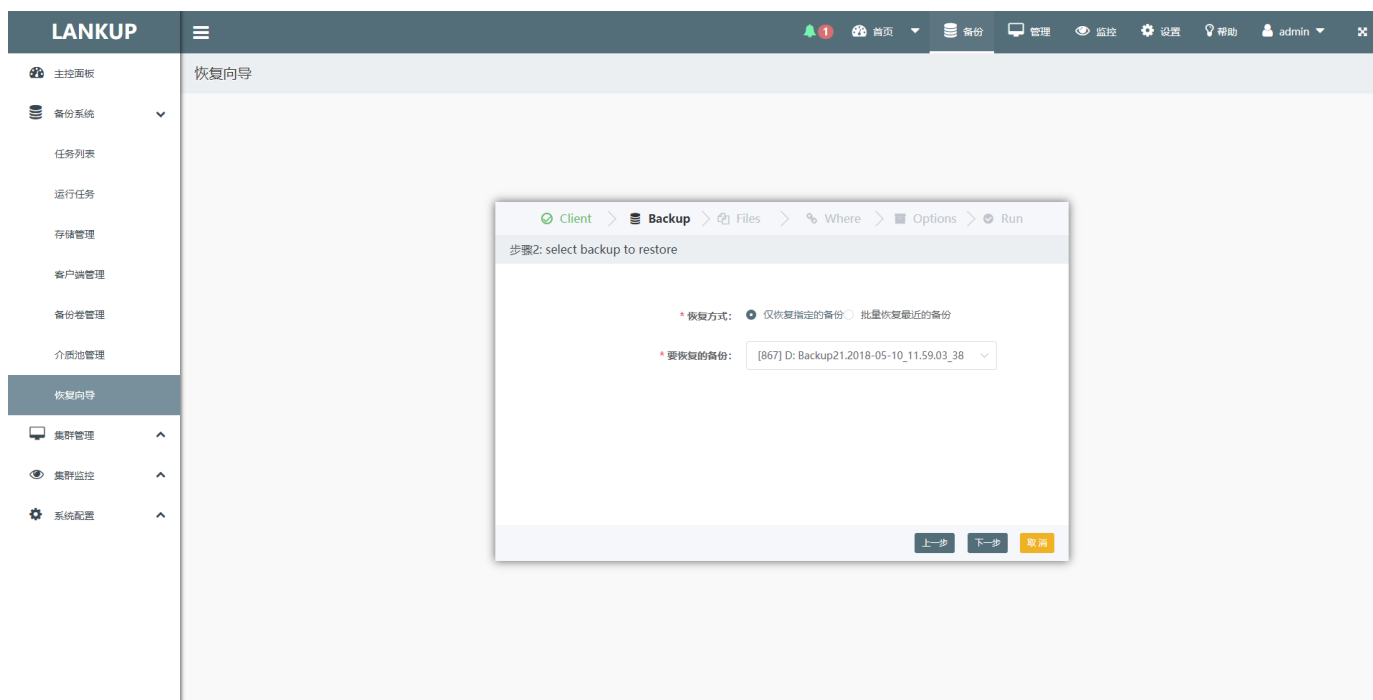 LANKUP
1 首页 备份 管理 监控 设置 帮助 admin
主控面板
恢复向导
备份系统
任务列表
运行任务
存储管理
客户端管理
备份卷管理
介质池管理
恢复向导
集群管理
集群监控
系统配置
Client Backup Files Where Options Run
步骤2: select backup to restore
* 恢复方式: 仅恢复指定的备份 批量恢复最近的备份
* 要恢复的备份: [867] D: Backup21.2018-05-10_11.59.03_38
上一步 下一步 取消